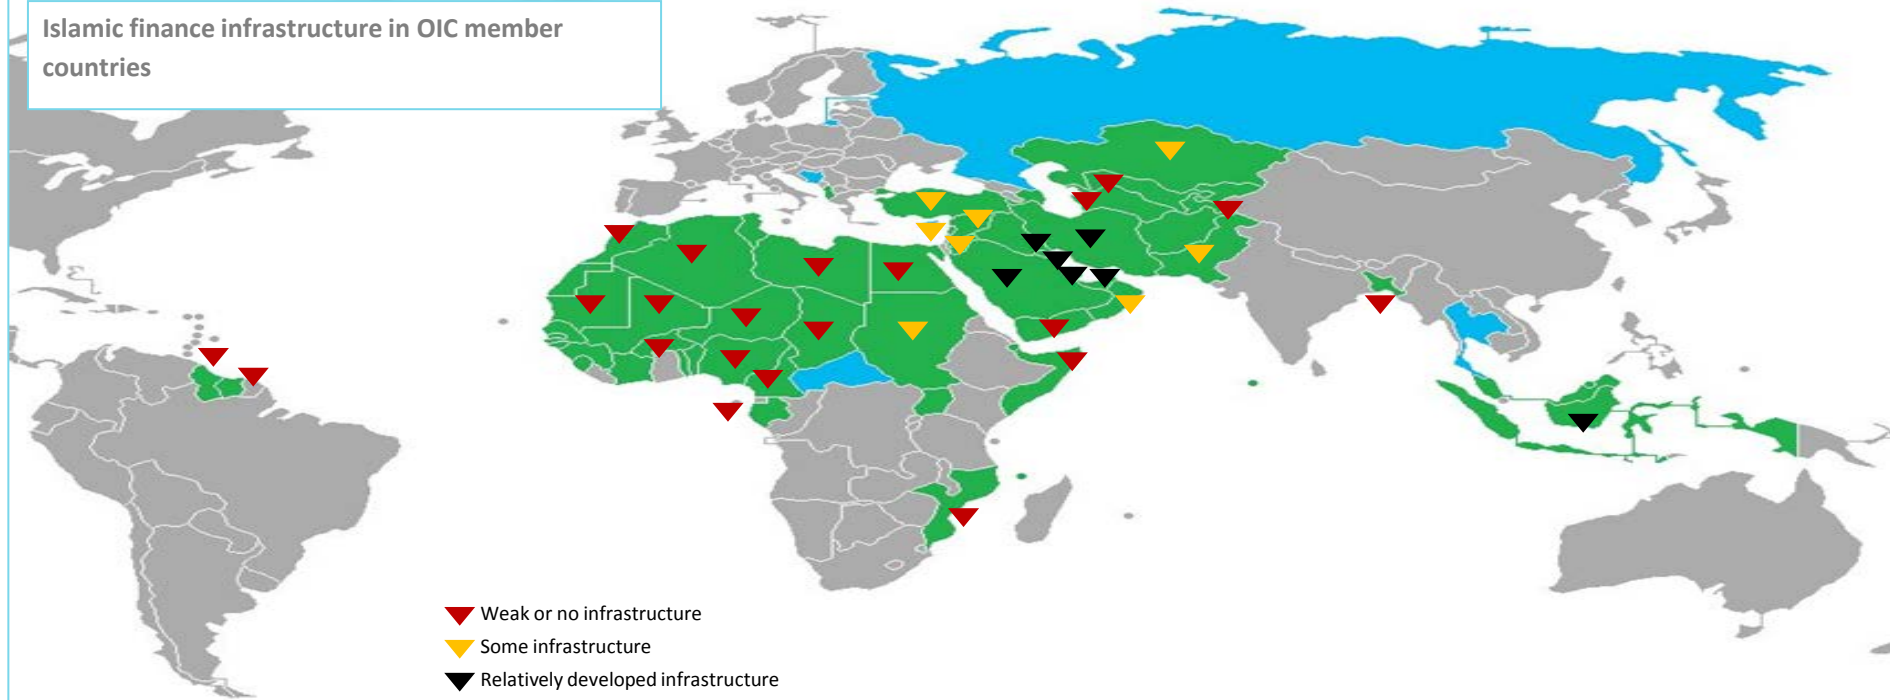 Islamic finance infrastructure in OIC member
countries
Weak or no infrastructure
Some infrastructure
Relatively developed infrastructure